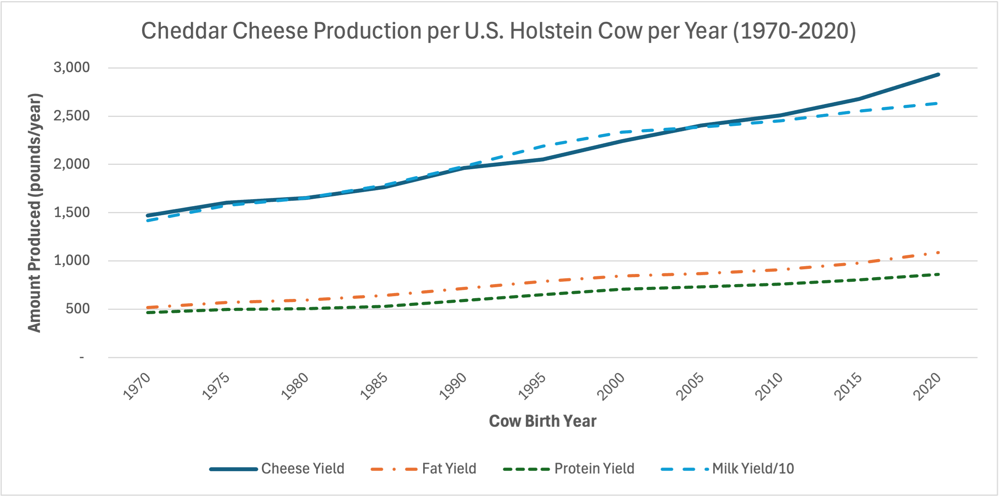 Cheddar Cheese Production per U.S. Holstein Cow per Year (1970-2020)
Amount Produced (pounds/year)
3,000
2,500
2,000
1,500
1,000
500
-
1970 1975 1980 1985 1990 1995 2000 2005 2010 2015 2020
Cow Birth Year
Cheese Yield Fat Yield Protein Yield Milk Yield/10